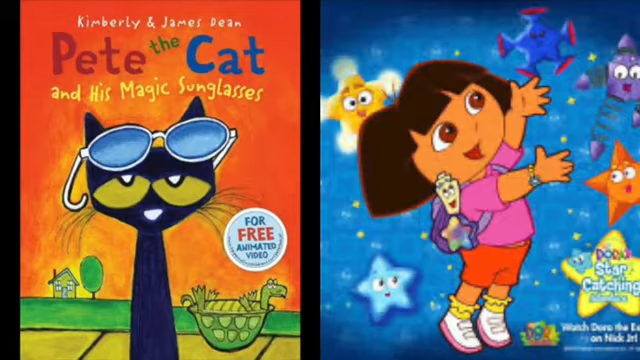 Kimberly & James Dean
Pete the Cat
and His Magic Sunglasses
FOR
FREE
ANIMATED
VIDEO
DORA's
Star
Catching
Watch Dora the Ex
on Nick Jr!